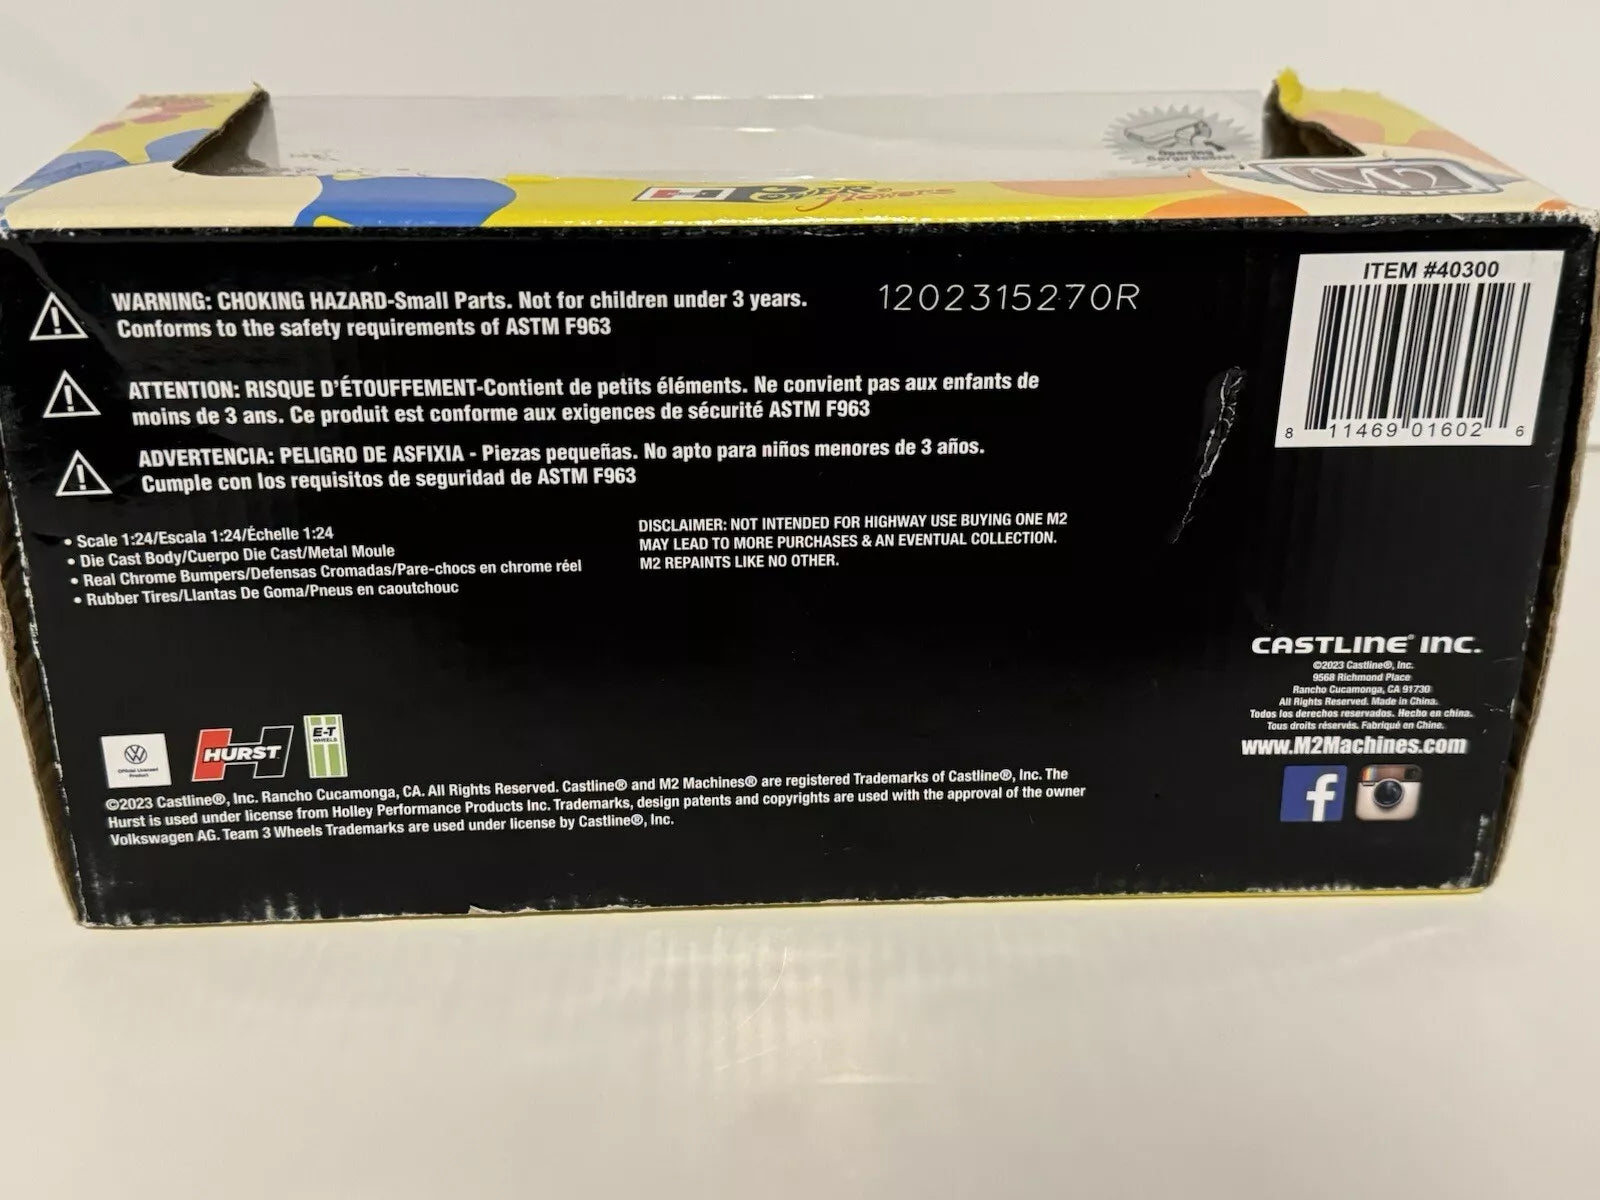 Opening
HURST POWER & Flowers
M2
WARNING: CHOKING HAZARD-Small Parts. Not for children under 3 years.
Conforms to the safety requirements of ASTM F963
1202315270R
ITEM #40300
8 11469 01602 6
ATTENTION: RISQUE D'ÉTOUFFEMENT-Contient de petits éléments. Ne convient pas aux enfants de
moins de 3 ans. Ce produit est conforme aux exigences de sécurité ASTM F963
ADVERTENCIA: PELIGRO DE ASFIXIA - Piezas pequeñas. No apto para niños menores de 3 años.
Cumple con los requisitos de seguridad de ASTM F963
• Scale 1:24/Escala 1:24/Échelle 1:24
• Die Cast Body/Cuerpo Die Cast/Metal Moule
• Real Chrome Bumpers/Defensas Cromadas/Pare-chocs en chrome réel
• Rubber Tires/Llantas De Goma/Pneus en caoutchouc
DISCLAIMER: NOT INTENDED FOR HIGHWAY USE BUYING ONE M2
MAY LEAD TO MORE PURCHASES & AN EVENTUAL COLLECTION.
M2 REPAINTS LIKE NO OTHER.
CASTLINE® INC.
©2023 Castline®, Inc.
9568 Richmond Place
Rancho Cucamonga, CA 91730
All Rights Reserved. Made in China.
Todos los derechos reservados. Hecho en china.
Tous droits réservés. Fabriqué en Chine.
www.M2Machines.com
Official Licensed
Product
HURST
E-T
WHEELS
©2023 Castline®, Inc. Rancho Cucamonga, CA. All Rights Reserved. Castline® and M2 Machines® are registered Trademarks of Castline®, Inc. The
Hurst is used under license from Holley Performance Products Inc. Trademarks, design patents and copyrights are used with the approval of the owner
Volkswagen AG. Team 3 Wheels Trademarks are used under license by Castline®, Inc.